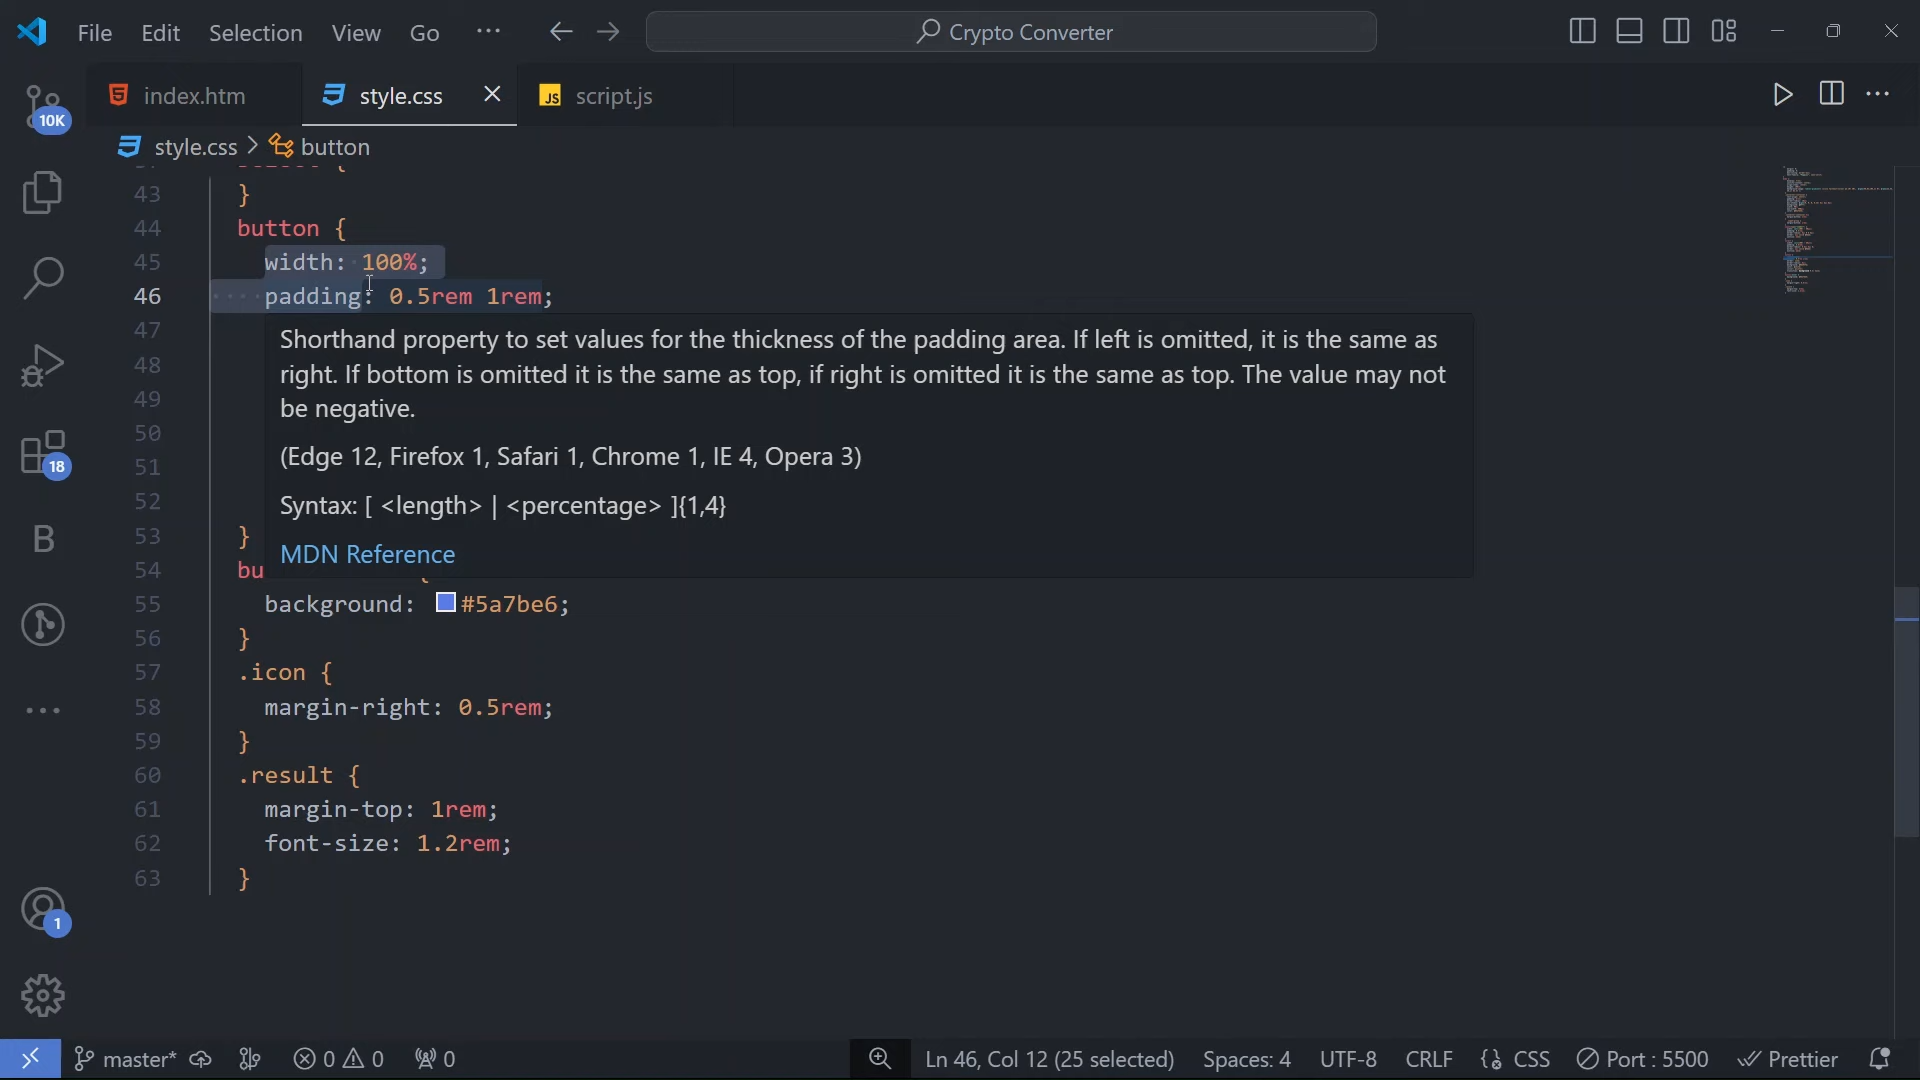 File Edit Selection View Go ··· Crypto Converter
index.htm style.css script.js
10K
style.css > button
43 }
44 button {
45 width: 100%;
46 padding: 0.5rem 1rem;
47
Shorthand property to set values for the thickness of the padding area. If left is omitted, it is the same as
48
right. If bottom is omitted it is the same as top, if right is omitted it is the same as top. The value may not
49
be negative.
50
(Edge 12, Firefox 1, Safari 1, Chrome 1, IE 4, Opera 3)
51
18
52
Syntax: [ <length> | <percentage> ]{1,4}
53 }
B
MDN Reference
54 bu
55 background: #5a7be6;
56 }
57 .icon {
58 margin-right: 0.5rem;
59 }
60 .result {
61 margin-top: 1rem;
62 font-size: 1.2rem;
63 }
1
master* 0 0 0 Ln 46, Col 12 (25 selected) Spaces: 4 UTF-8 CRLF CSS Port : 5500 Prettier